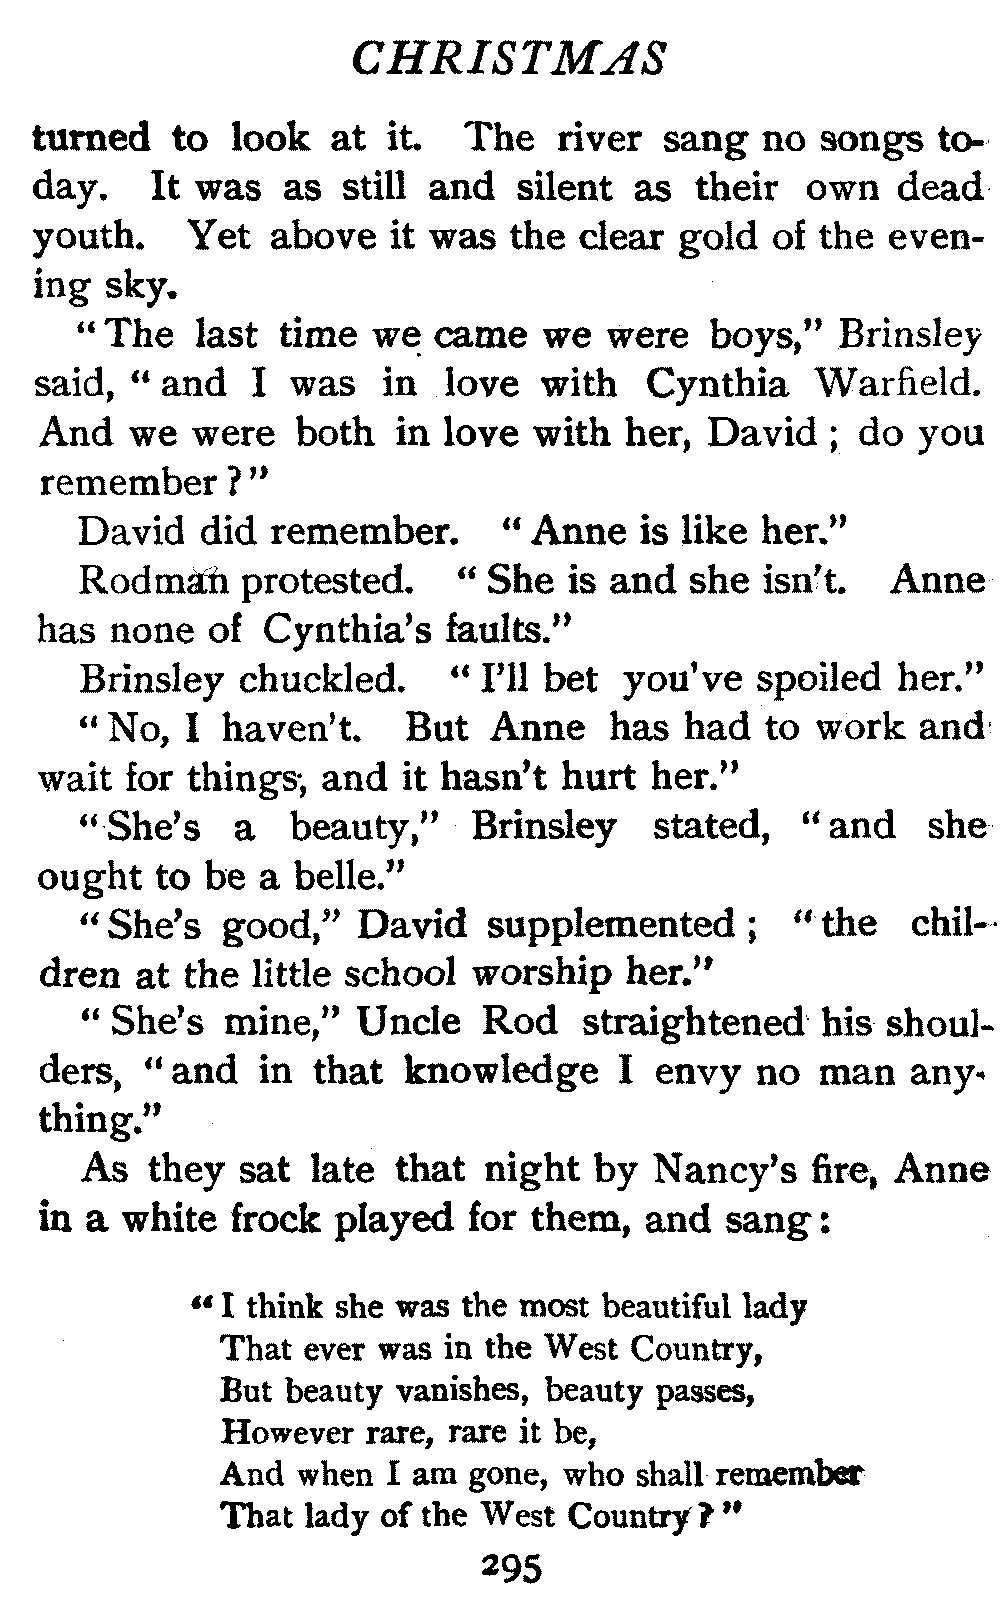 CHRISTMAS
turned to look at it. The river sang no songs to-
day. It was as still and silent as their own dead
youth. Yet above it was the clear gold of the even-
ing sky.
"The last time we came we were boys," Brinsley
said, "and I was in love with Cynthia Warfield.
And we were both in love with her, David; do you
remember?"
David did remember. "Anne is like her."
Rodman protested. "She is and she isn't. Anne
has none of Cynthia's faults."
Brinsley chuckled. "I'll bet you've spoiled her."
"No, I haven't. But Anne has had to work and
wait for things, and it hasn't hurt her."
"She's a beauty," Brinsley stated, "and she
ought to be a belle."
"She's good," David supplemented; "the chil-
dren at the little school worship her."
"She's mine," Uncle Rod straightened his shoul-
ders, "and in that knowledge I envy no man any-
thing."
As they sat late that night by Nancy's fire, Anne
in a white frock played for them, and sang:
"I think she was the most beautiful lady
That ever was in the West Country,
But beauty vanishes, beauty passes,
However rare, rare it be,
And when I am gone, who shall remember
That lady of the West Country?"
295